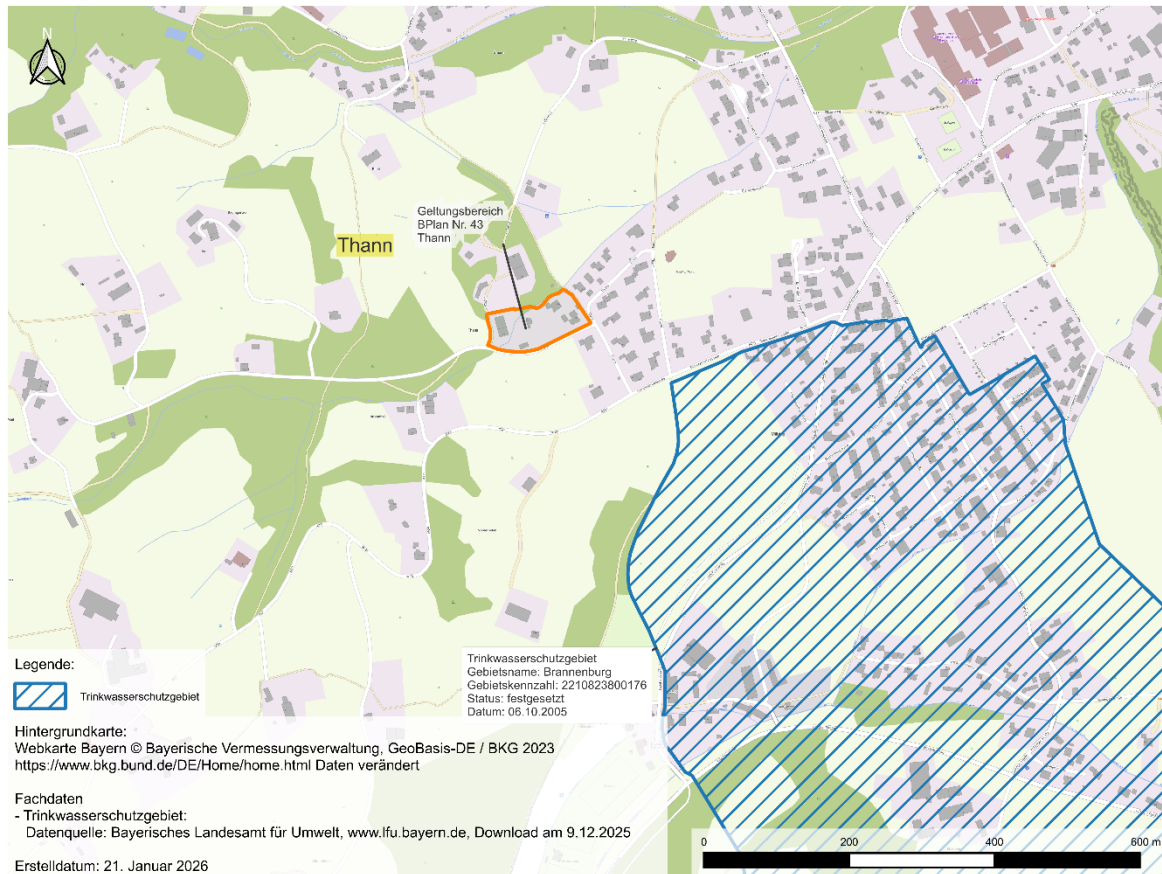 N
Geltungsbereich
BPlan Nr. 43
Thann
Thann
Trinkwasserschutzgebiet
Gebietsname: Brannenburg
Gebietskennzahl: 2210823800176
Status: festgesetzt
Datum: 06.10.2005
Legende:
Trinkwasserschutzgebiet
Hintergrundkarte:
Webkarte Bayern © Bayerische Vermessungsverwaltung, GeoBasis-DE / BKG 2023
https://www.bkg.bund.de/DE/Home/home.html Daten verändert
Fachdaten
- Trinkwasserschutzgebiet:
Datenquelle: Bayerisches Landesamt für Umwelt, www.lfu.bayern.de, Download am 9.12.2025
Erstelldatum: 21. Januar 2026
0 200 400 600 m